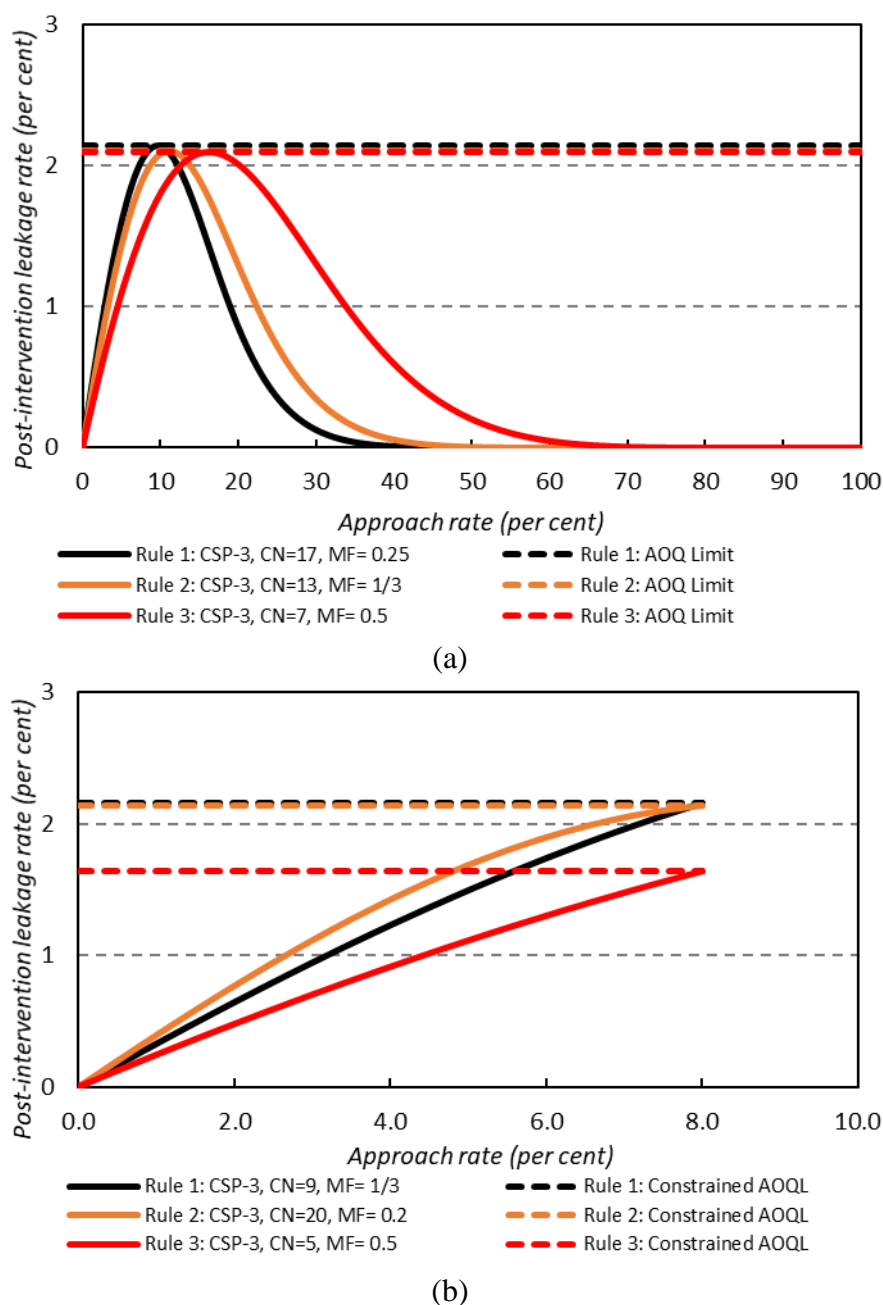 3
2
1
0
Post-intervention leakage rate (per cent)
0 10 20 30 40 50 60 70 80 90 100
Approach rate (per cent)
Rule 1: CSP-3, CN=17, MF= 0.25 Rule 1: AOQ Limit
Rule 2: CSP-3, CN=13, MF= 1/3 Rule 2: AOQ Limit
Rule 3: CSP-3, CN=7, MF= 0.5 Rule 3: AOQ Limit
(a)
3
2
1
0
Post-intervention leakage rate (per cent)
0.0 2.0 4.0 6.0 8.0 10.0
Approach rate (per cent)
Rule 1: CSP-3, CN=9, MF= 1/3 Rule 1: Constrained AOQL
Rule 2: CSP-3, CN=20, MF= 0.2 Rule 2: Constrained AOQL
Rule 3: CSP-3, CN=5, MF= 0.5 Rule 3: Constrained AOQL
(b)